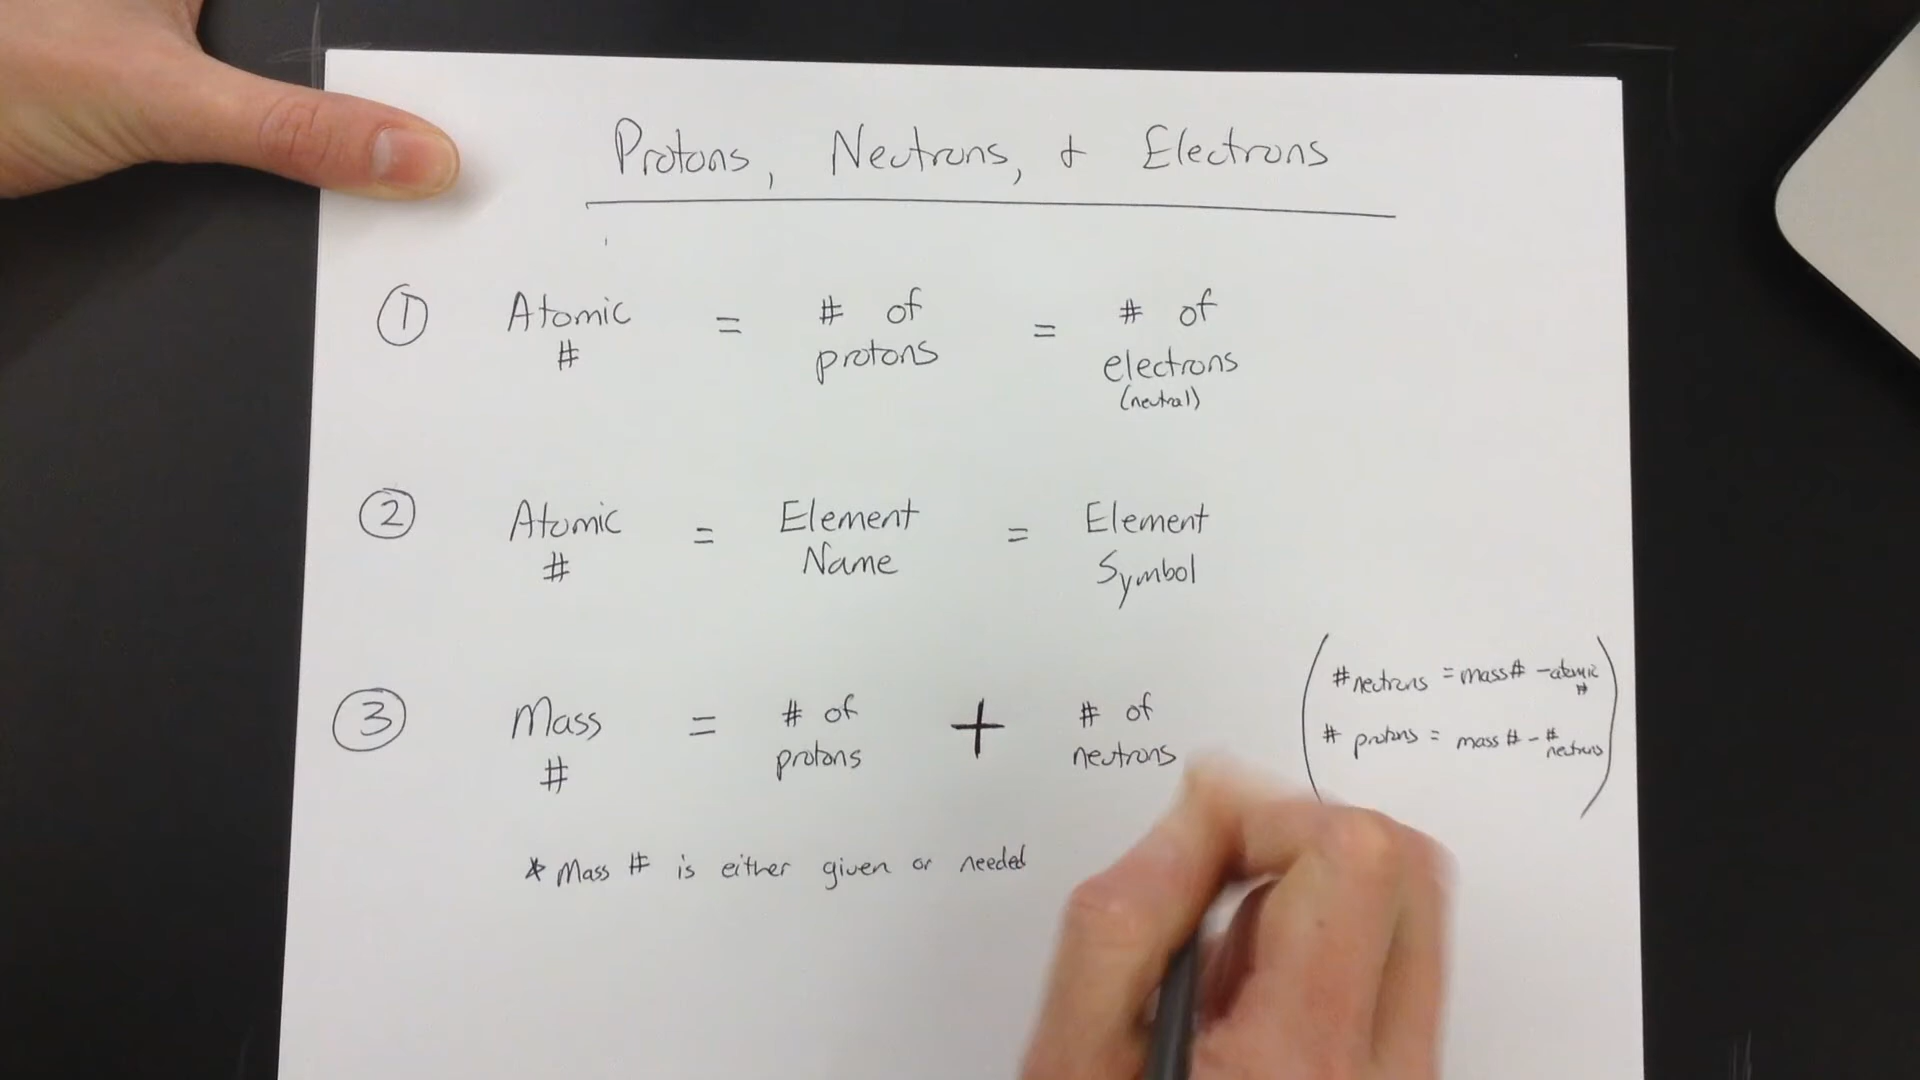 Protons, Neutrons, & Electrons
① Atomic # = # of protons = # of electrons (neutral)
② Atomic # = Element Name = Element Symbol
③ Mass # = # of protons + # of neutrons
(#neutrons = mass# - atomic #
# protons = mass # - # neutrons)
* Mass # is either given or needed